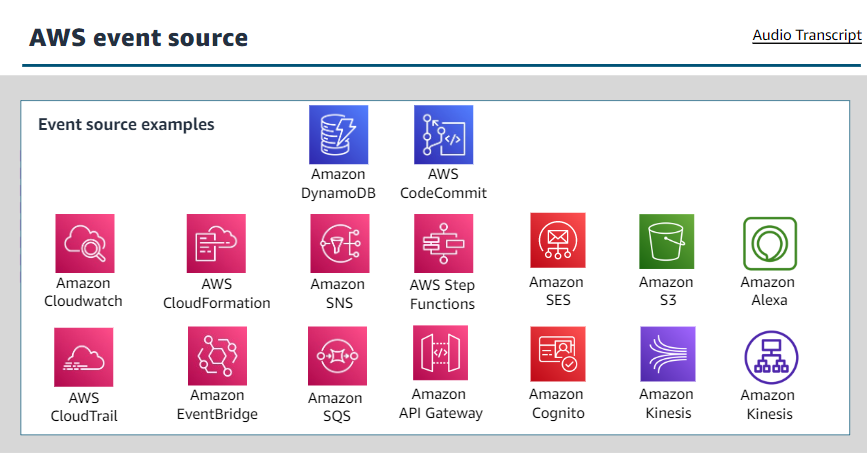 AWS event source
Audio Transcript
Event source examples
Amazon
DynamoDB
AWS
CodeCommit
Amazon
Cloudwatch
AWS
CloudFormation
Amazon
SNS
AWS Step
Functions
Amazon
SES
Amazon
S3
Amazon
Alexa
AWS
CloudTrail
Amazon
EventBridge
Amazon
SQS
Amazon
API Gateway
Amazon
Cognito
Amazon
Kinesis
Amazon
Kinesis